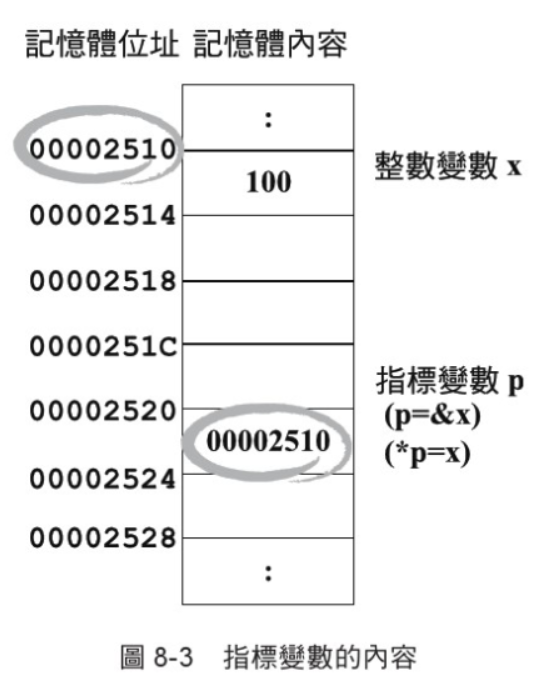 記憶體位址 記憶體內容
:
00002510
100
整數變數 x
00002514
00002518
0000251C
指標變數 p
00002520
(p=&x)
00002510
(*p=x)
00002524
00002528
:
圖 8-3 指標變數的內容